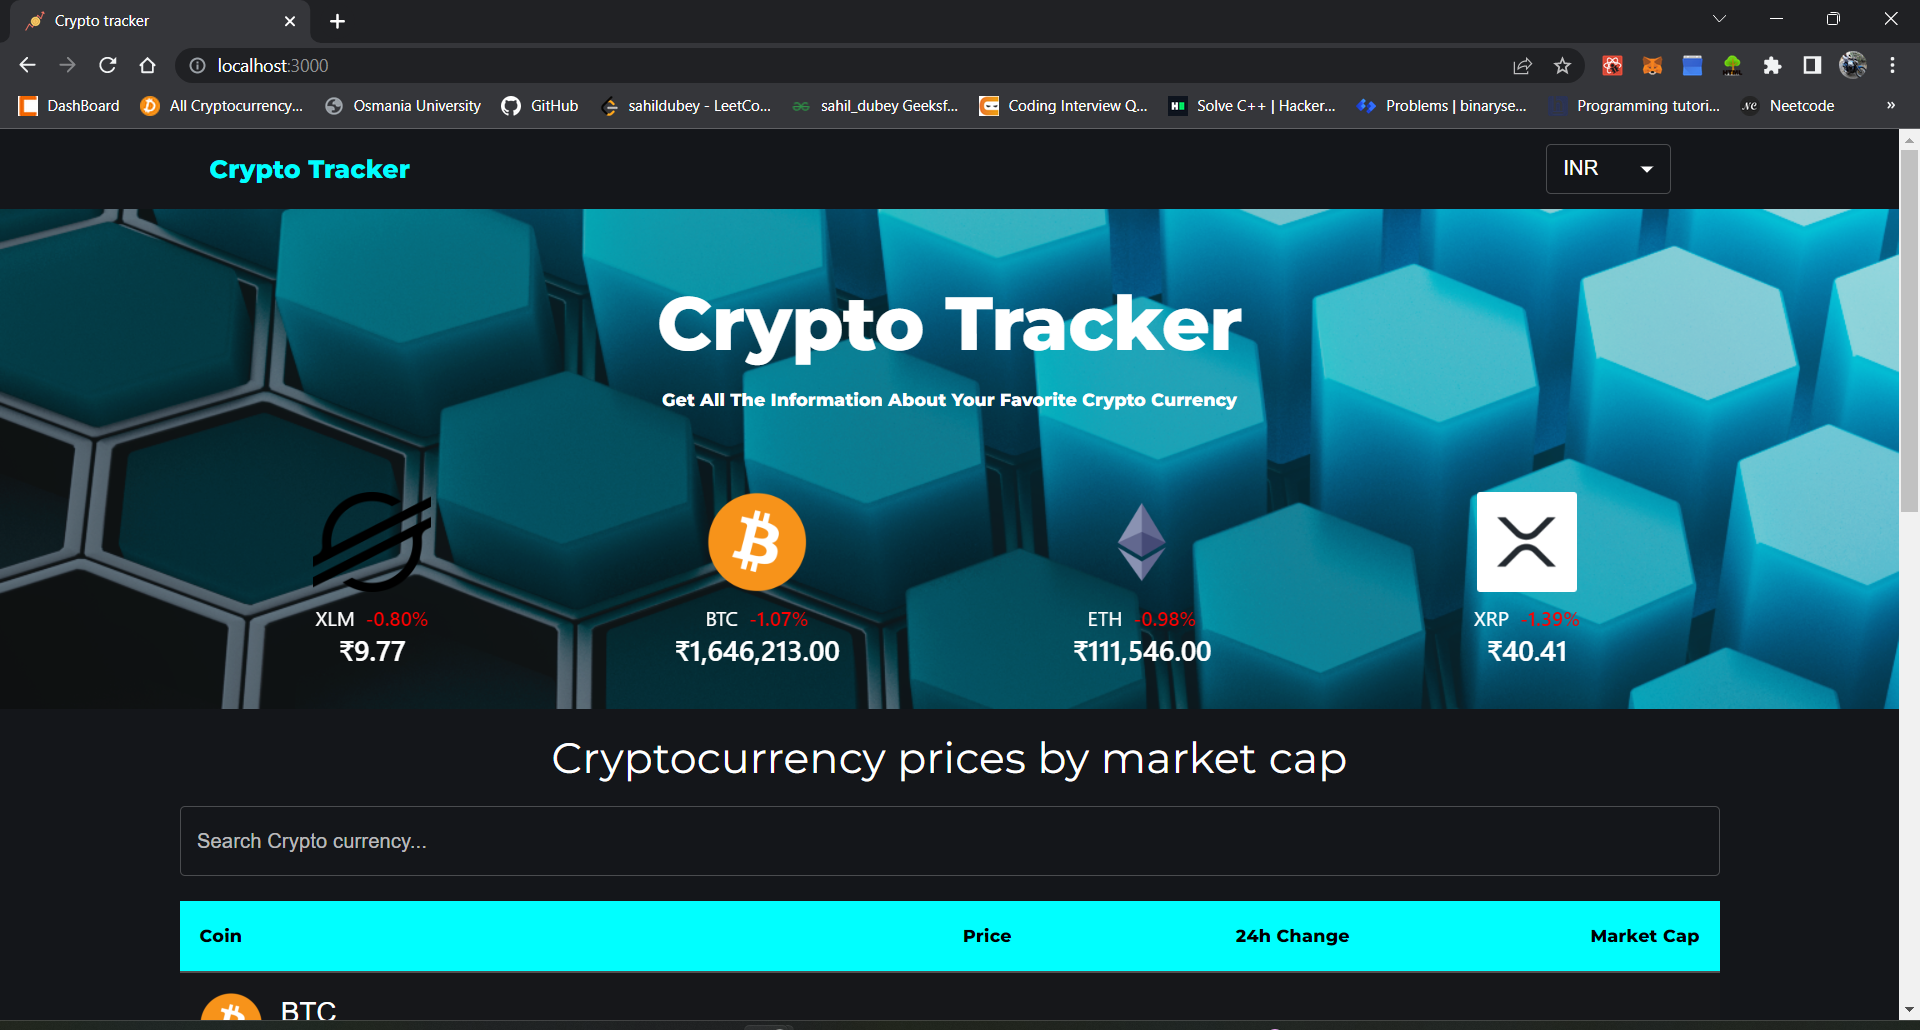 Crypto tracker
localhost:3000
DashBoard All Cryptocurrency... Osmania University GitHub sahildubey - LeetCo... sahil_dubey Geeksf... Coding Interview Q... Solve C++ | Hacker... Problems | binaryse... Programming tutori... Neetcode »
Crypto Tracker INR
Crypto Tracker
Get All The Information About Your Favorite Crypto Currency
XLM -0.80% BTC -1.07% ETH -0.98% XRP -1.39%
₹9.77 ₹1,646,213.00 ₹111,546.00 ₹40.41
Cryptocurrency prices by market cap
Search Crypto currency...
Coin Price 24h Change Market Cap
BTC